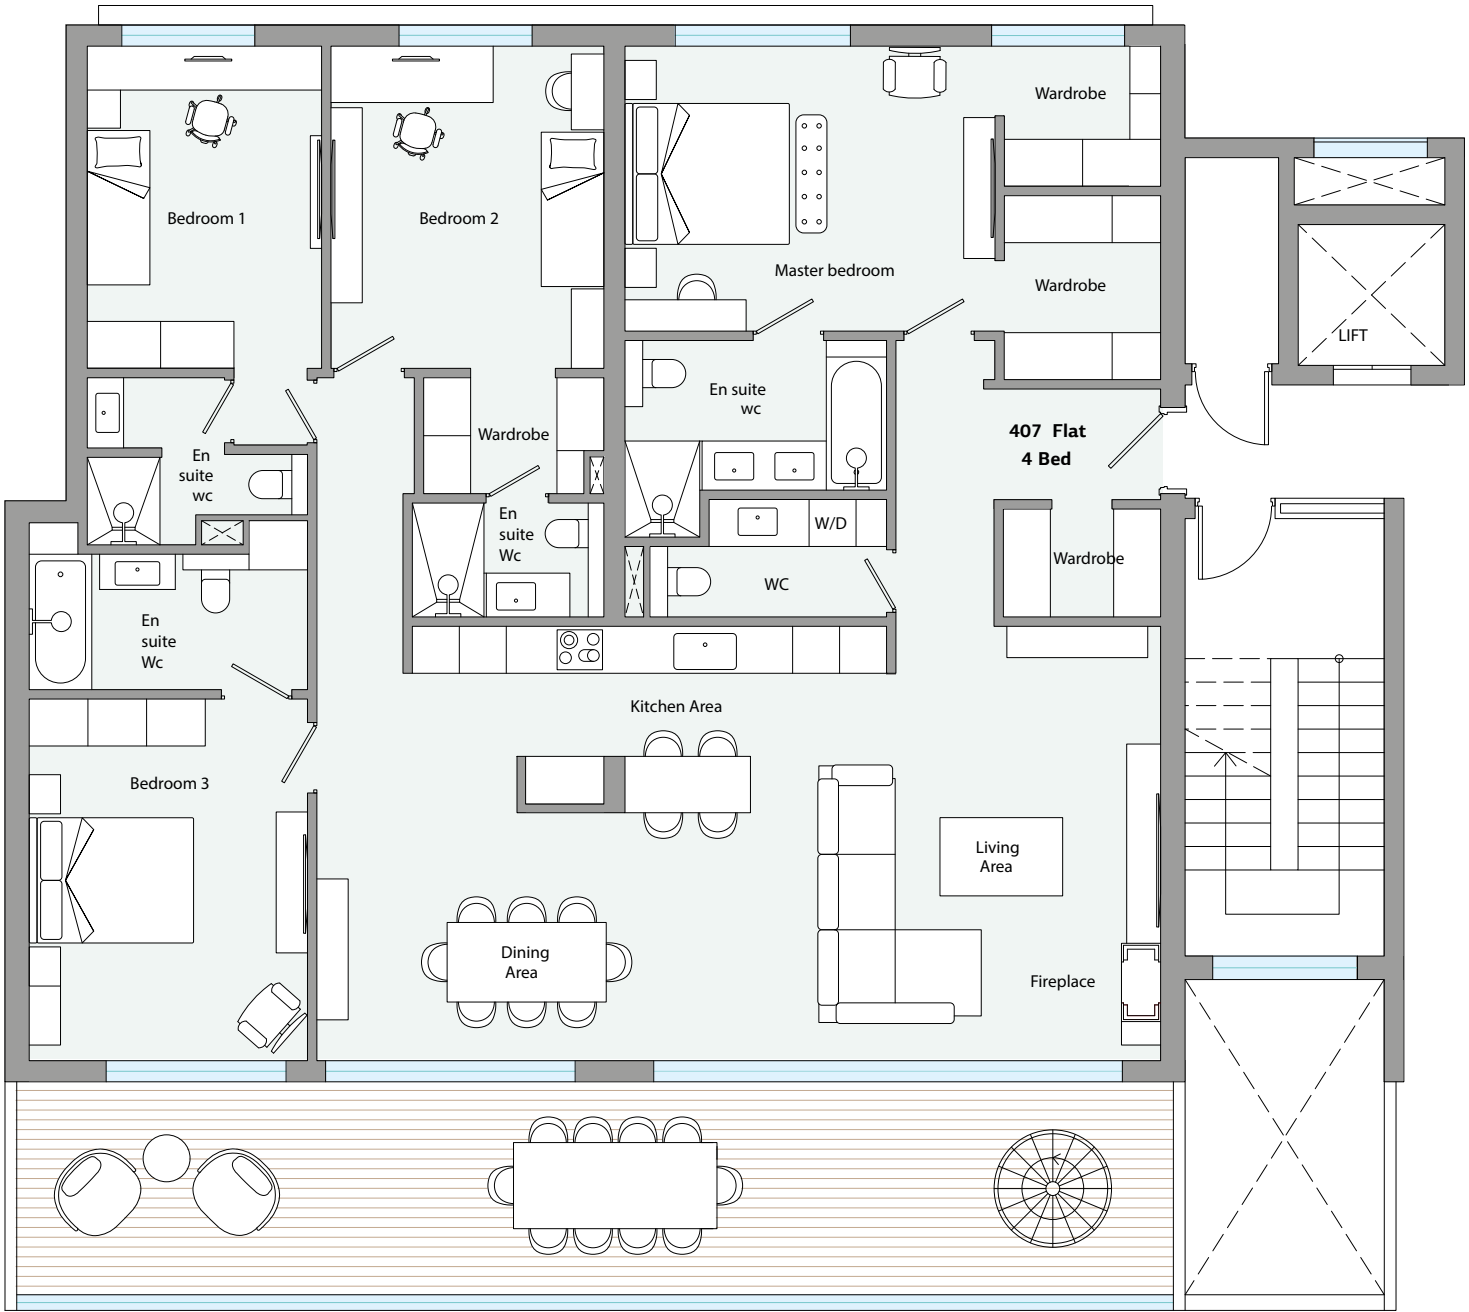 Wardrobe
Bedroom 1
Bedroom 2
Master bedroom
Wardrobe
LIFT
En suite
wc
407 Flat
4 Bed
Wardrobe
En
suite
wc
En
suite
Wc
W/D
Wardrobe
WC
En
suite
Wc
Kitchen Area
Bedroom 3
Living
Area
Dining
Area
Fireplace